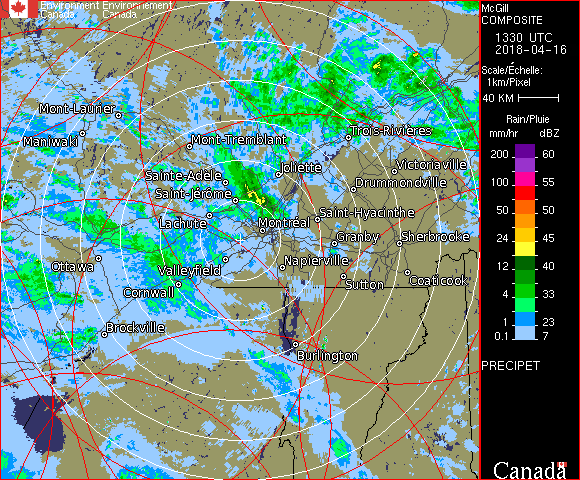 Environment Environnement
Canada Canada
McGill
COMPOSITE
1330 UTC
2018-04-16
Scale/Échelle:
1km/Pixel
40 KM
Rain/Pluie
mm/hr dBZ
200 60
100 55
50 50
24 45
12 40
4 33
1 23
0.1 7
PRECIPET
Canada
Mont-Laurier
Maniwaki
Mont-Tremblant
Trois-Rivières
Joliette
Victoriaville
Sainte-Adèle
Drummondville
Saint-Jérôme
Saint-Hyacinthe
Lachute
Montréal
Granby
Sherbrooke
Ottawa
Valleyfield
Napierville
Sutton
Coaticook
Cornwall
Brockville
Burlington